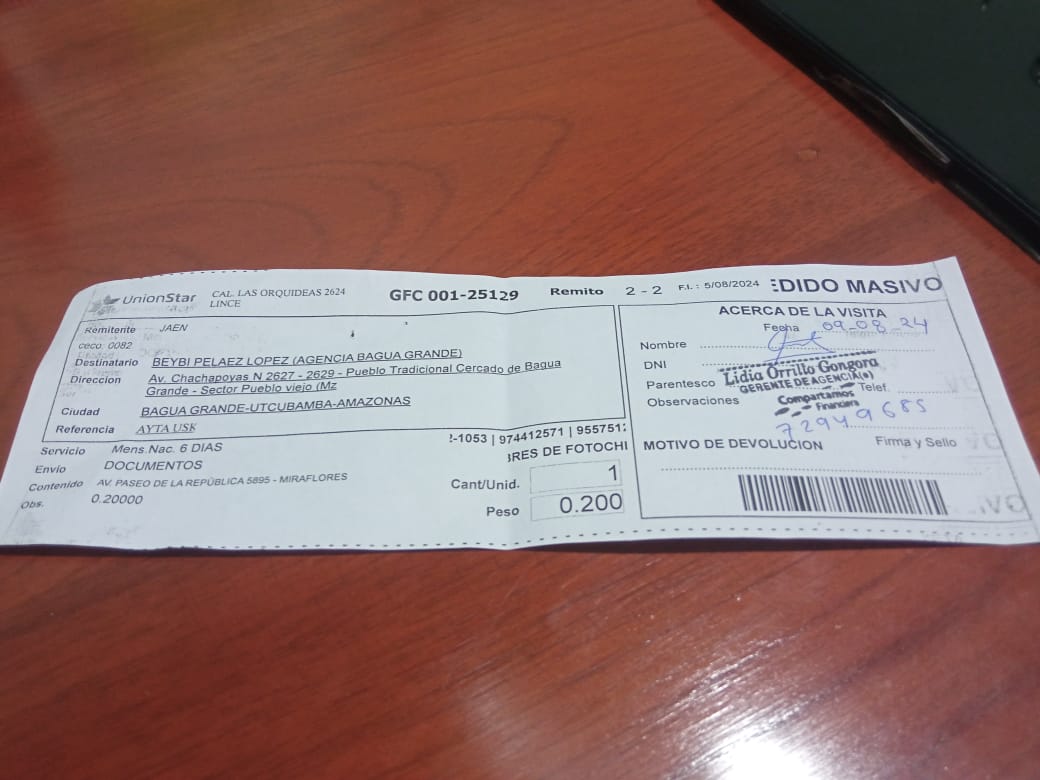 UnionStar
CAL. LAS ORQUIDEAS 2624
LINCE
GFC 001-25129
Remito 2 - 2
F.I. : 5/08/2024
EDIDO MASIVO
Remitente JAEN
ceco. 0082
Destinatario BEYBI PELAEZ LOPEZ (AGENCIA BAGUA GRANDE)
Direccion Av. Chachapoyas N 2627 - 2629 - Pueblo Tradicional Cercado de Bagua
Grande - Sector Pueblo viejo (Mz
Ciudad BAGUA GRANDE-UTCUBAMBA-AMAZONAS
Referencia AYTA USK
Servicio Mens.Nac. 6 DIAS
Envio DOCUMENTOS
Contenido AV. PASEO DE LA REPÚBLICA 5895 - MIRAFLORES
Obs. 0.20000
-1053 | 974412571 | 9557512
RES DE FOTOCHI
Cant/Unid. 1
Peso 0.200
ACERCA DE LA VISITA
Fecha 09-08-24
Nombre
DNI
Lidia Orrillo Gongora
GERENTE DE AGENCIA(e)
Parentesco
Telef.
Observaciones
Compartamos
Financiera
72949685
MOTIVO DE DEVOLUCION
Firma y Sello